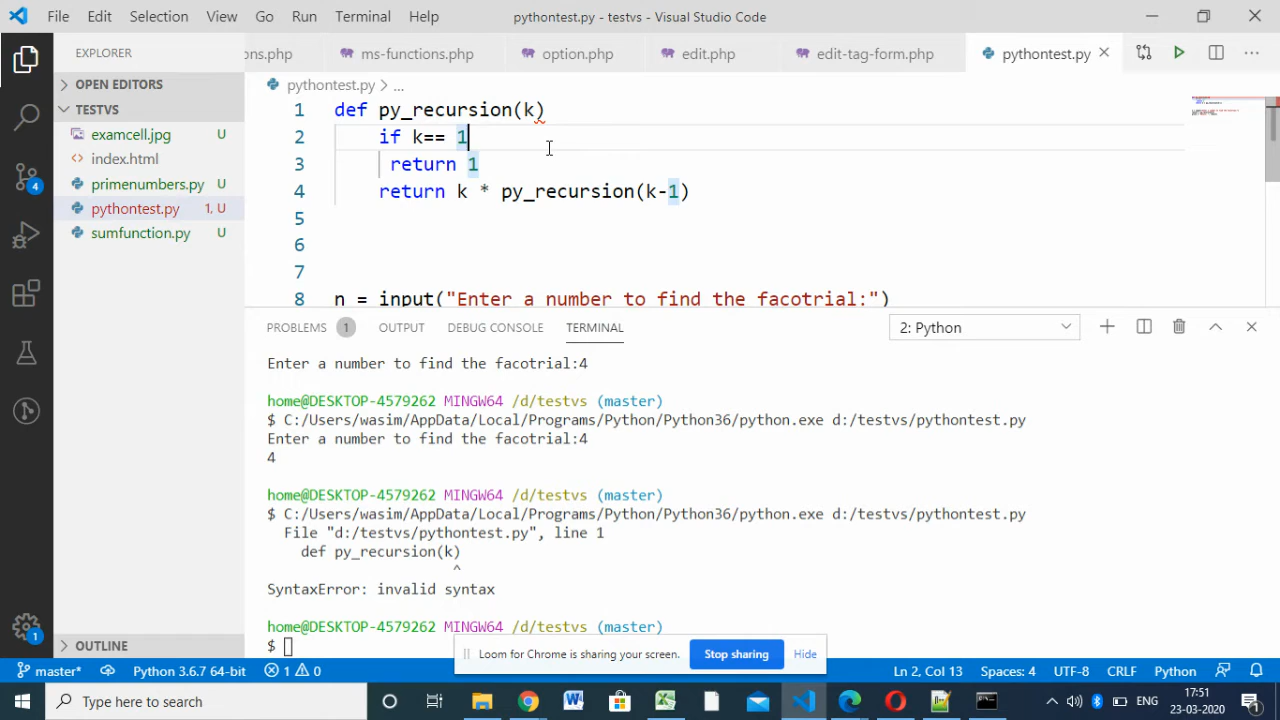 File Edit Selection View Go Run Terminal Help pythontest.py - testvs - Visual Studio Code
EXPLORER
ons.php ms-functions.php option.php edit.php edit-tag-form.php pythontest.py
OPEN EDITORS
TESTVS
examcell.jpg U
index.html
primenumbers.py U
pythontest.py 1, U
sumfunction.py U
OUTLINE
4
1
pythontest.py > ...
1 def py_recursion(k)
2 if k== 1
3 return 1
4 return k * py_recursion(k-1)
5
6
7
8 n = input("Enter a number to find the facotrial:")
PROBLEMS 1 OUTPUT DEBUG CONSOLE TERMINAL 2: Python
Enter a number to find the facotrial:4
home@DESKTOP-4579262 MINGW64 /d/testvs (master)
$ C:/Users/wasim/AppData/Local/Programs/Python/Python36/python.exe d:/testvs/pythontest.py
Enter a number to find the facotrial:4
4
home@DESKTOP-4579262 MINGW64 /d/testvs (master)
$ C:/Users/wasim/AppData/Local/Programs/Python/Python36/python.exe d:/testvs/pythontest.py
File "d:/testvs/pythontest.py", line 1
def py_recursion(k)
^
SyntaxError: invalid syntax
home@DESKTOP-4579262 MINGW64 /d/testvs (master)
$
Loom for Chrome is sharing your screen. Stop sharing Hide
master* Python 3.6.7 64-bit 1 0 Ln 2, Col 13 Spaces: 4 UTF-8 CRLF Python
Type here to search
ENG
17:51
23-03-2020
1